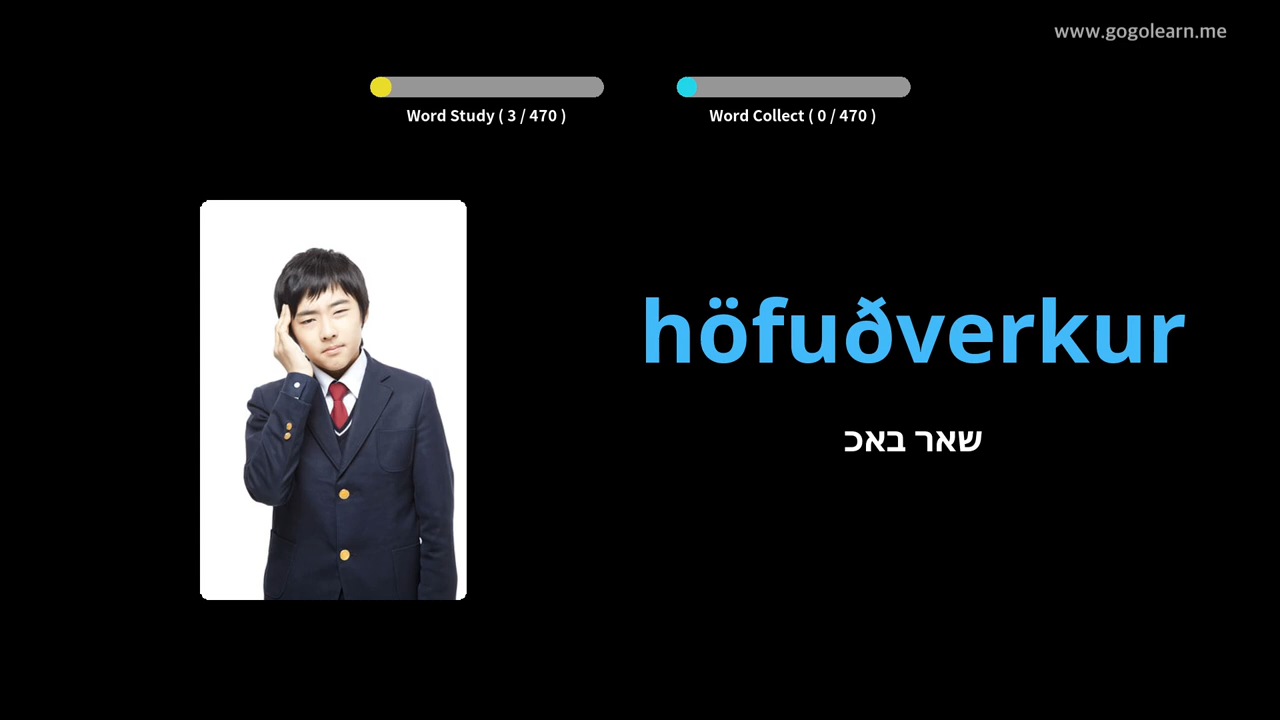 www.gogolearn.me
Word Study ( 3 / 470 )
Word Collect ( 0 / 470 )
höfuðverkur
שאר באכ